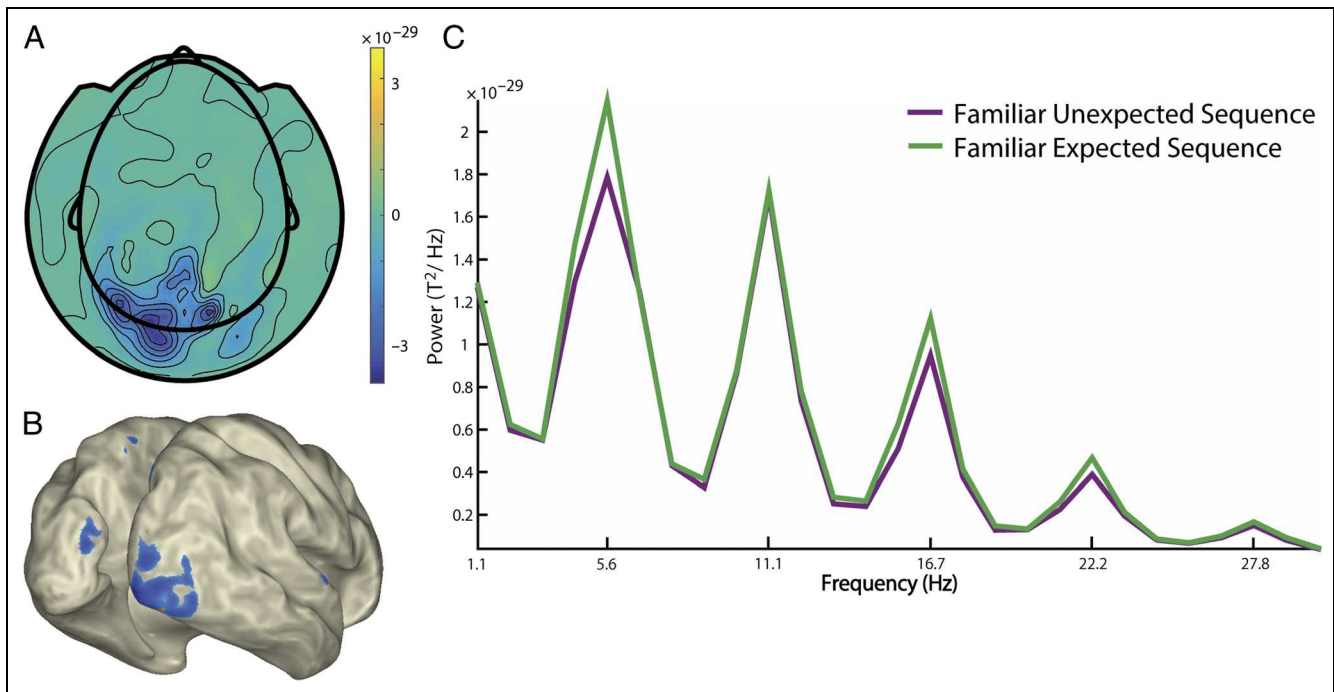 A
× 10⁻²⁹
3
0
−3
B
C
× 10⁻²⁹
2
1.8
1.6
1.4
1.2
1
0.8
0.6
0.4
0.2
Power (T²/ Hz)
1.1 5.6 11.1 16.7 22.2 27.8
Frequency (Hz)
Familiar Unexpected Sequence
Familiar Expected Sequence